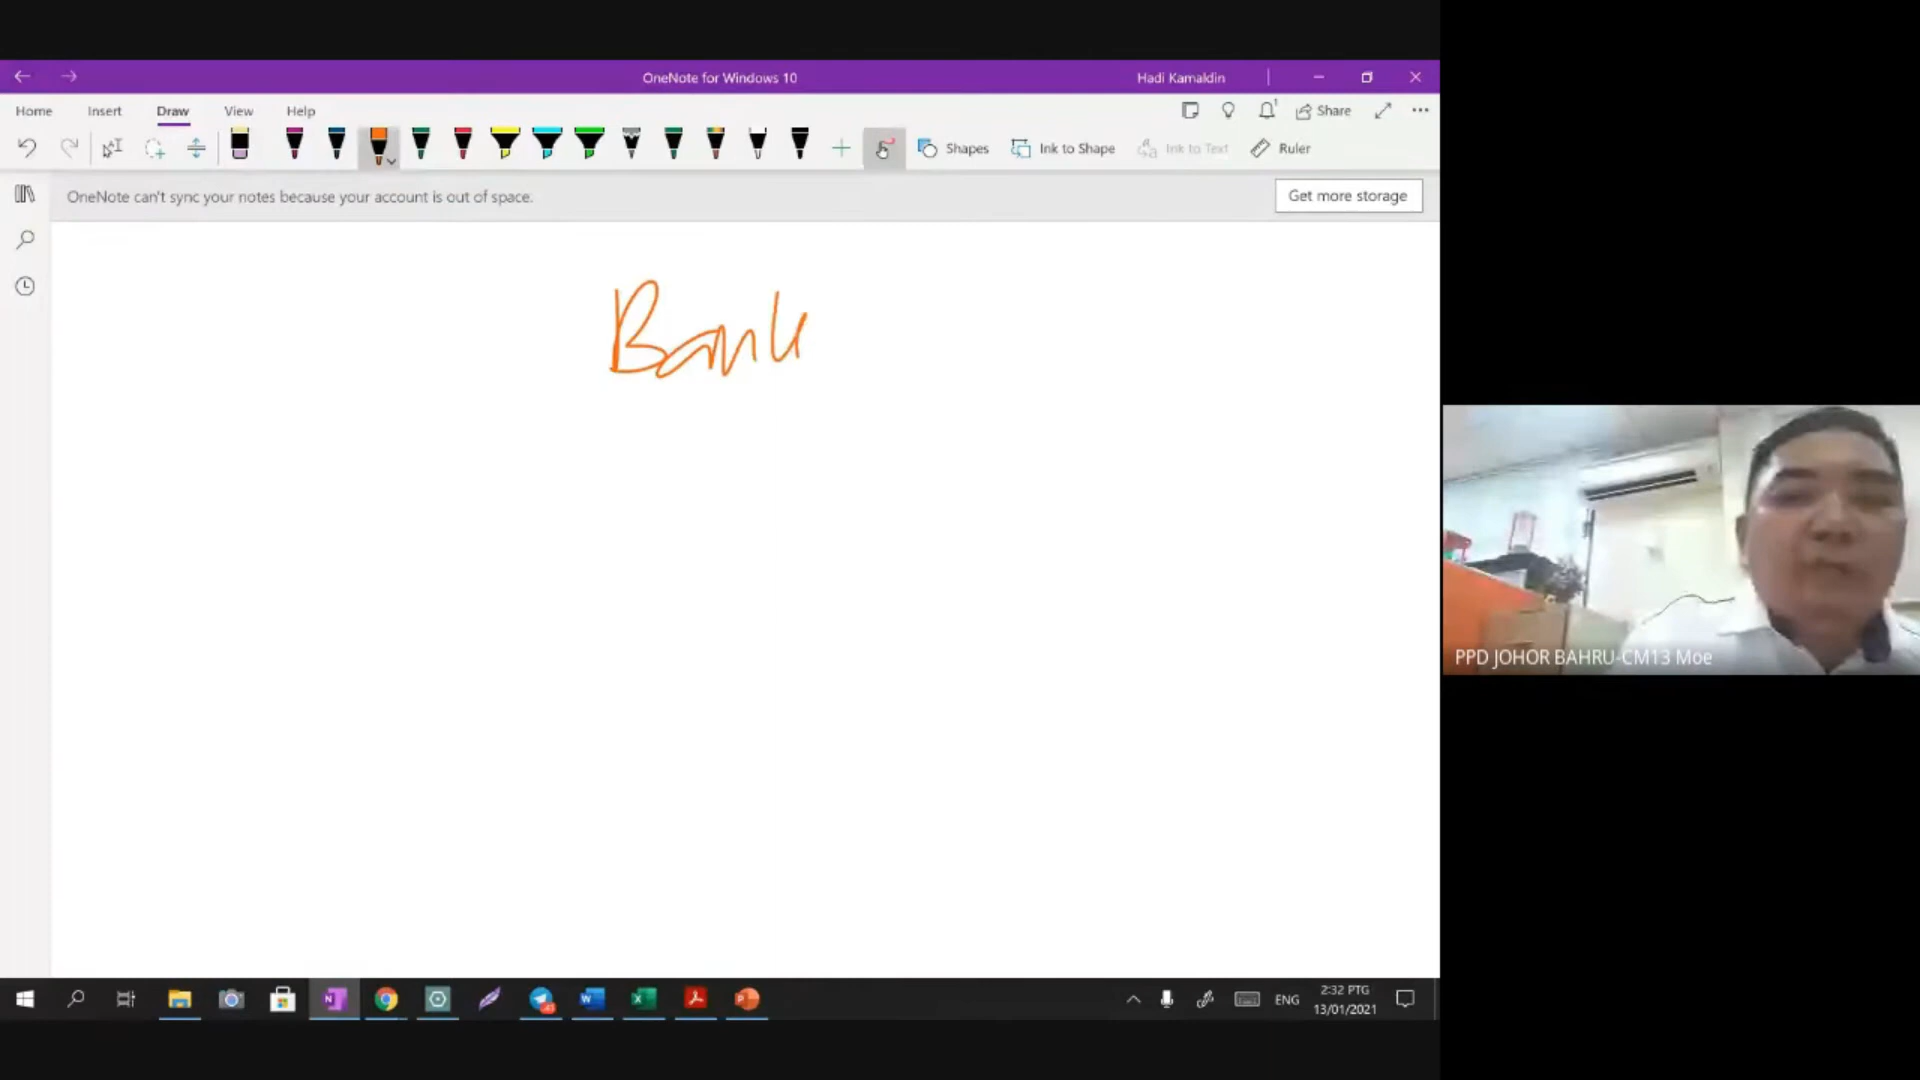 OneNote for Windows 10
Hadi Kamaldin
Home Insert Draw View Help
Share
Shapes Ink to Shape Ink to Text Ruler
OneNote can't sync your notes because your account is out of space.
Get more storage
Bank
PPD JOHOR BAHRU-CM13 Moe
ENG
2:32 PTG
13/01/2021